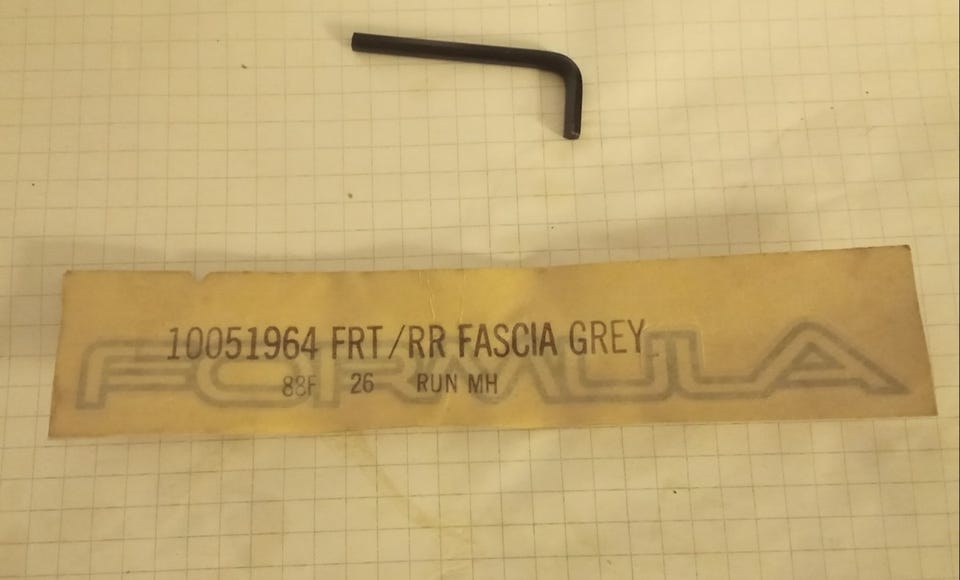 10051964 FRT/RR FASCIA GREY
FORMULA
88F 26 RUN MH